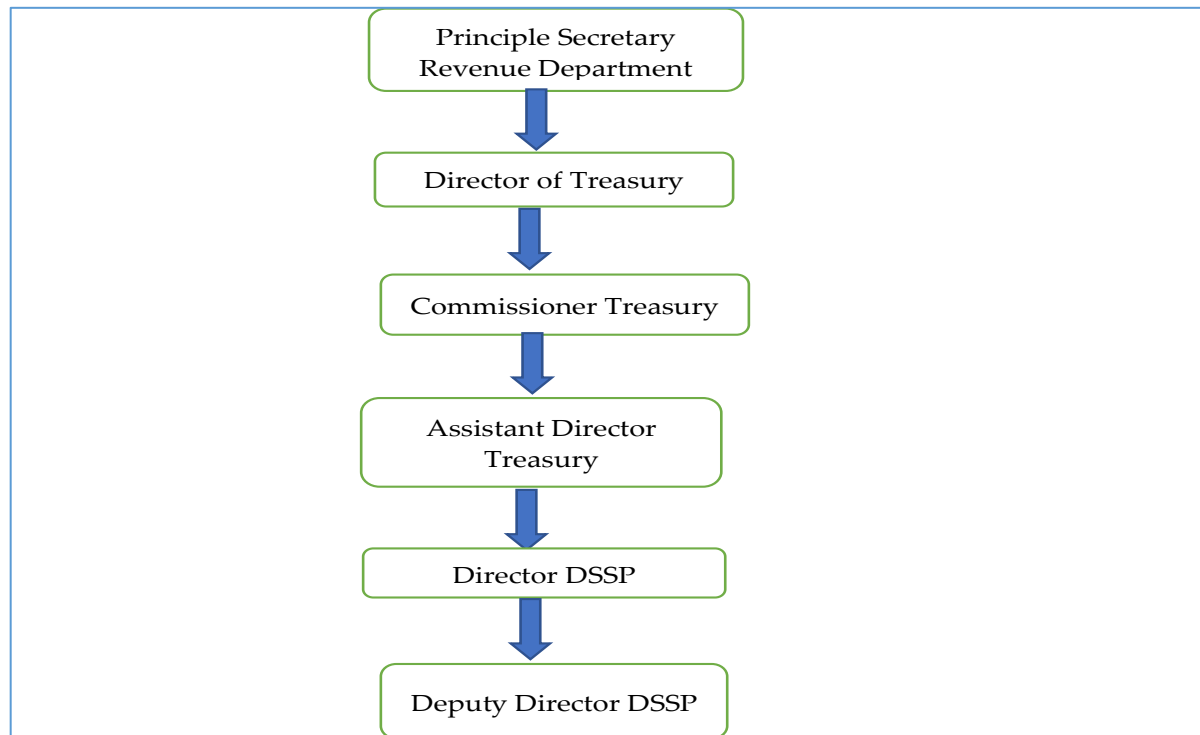 Principle Secretary
Revenue Department
Director of Treasury
Commissioner Treasury
Assistant Director
Treasury
Director DSSP
Deputy Director DSSP